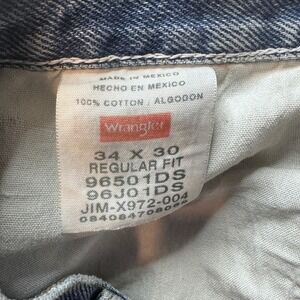 MADE IN MEXICO
HECHO EN MEXICO
100% COTTON / ALGODON
Wrangler
34 X 30
REGULAR FIT
96501DS
96J01DS
JIM-X972-004